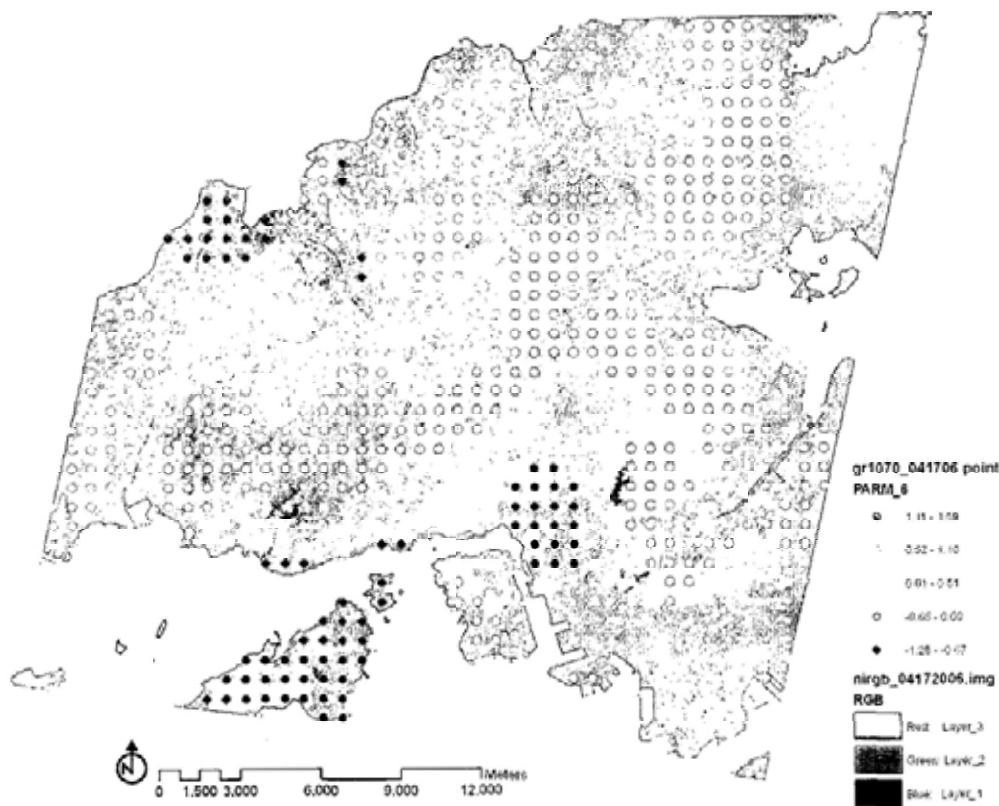 gr1070_041706 point
PARM_6
nirgb_04172006.img
RGB
Red: Layer_3
Green: Layer_2
Blue: Layer_1
N
Meters
0 1,500 3,000 6,000 9,000 12,000